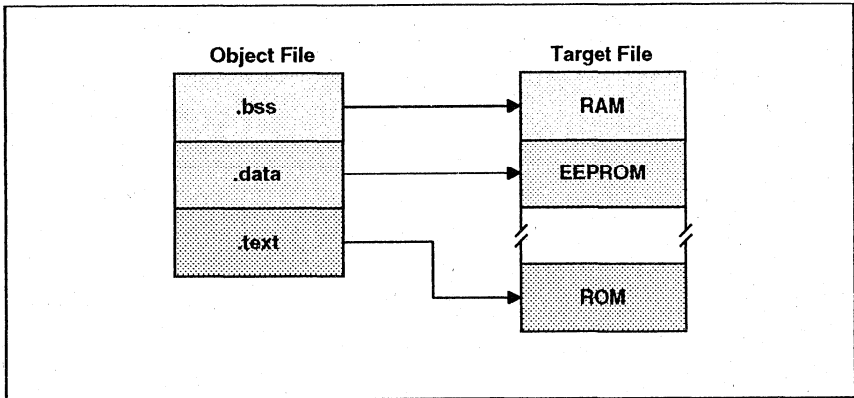 Object File
Target File
.bss
RAM
.data
EEPROM
.text
ROM